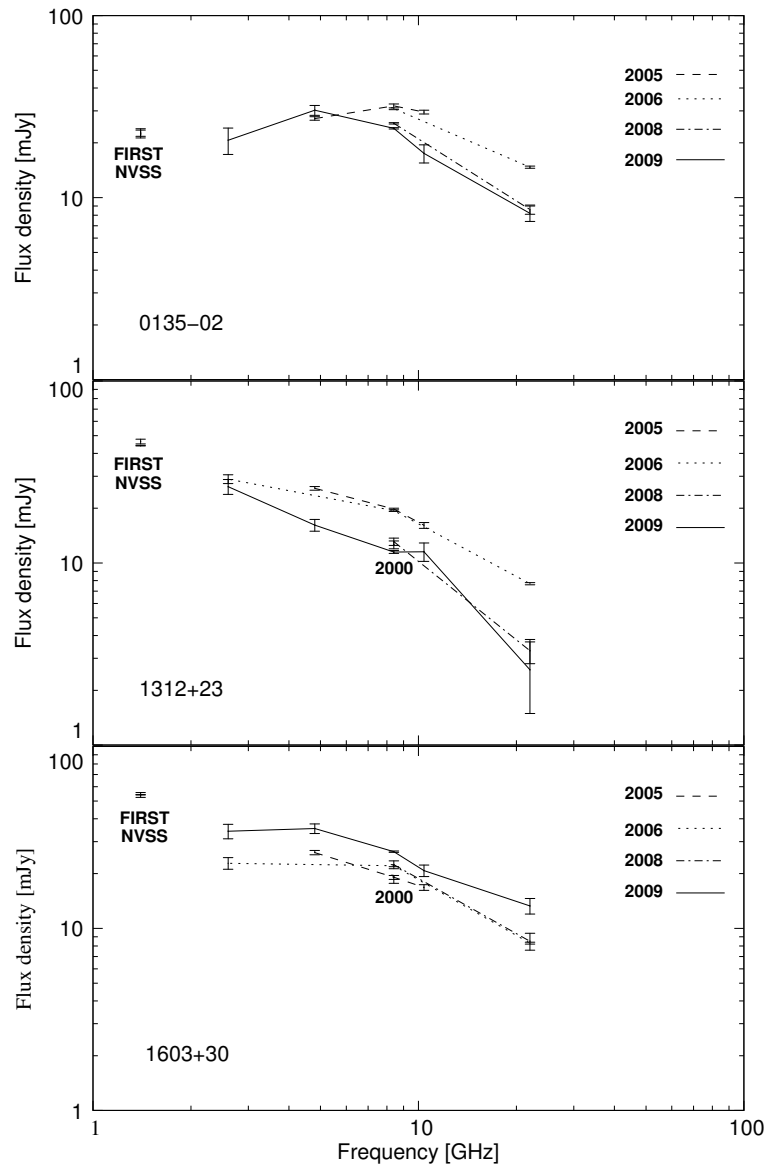 100
10
1
Flux density [mJy]
FIRST
NVSS
0135−02
2005
2006
2008
2009
100
10
1
Flux density [mJy]
FIRST
NVSS
2000
1312+23
2005
2006
2008
2009
100
10
1
Flux density [mJy]
FIRST
NVSS
2000
1603+30
2005
2006
2008
2009
1 10 100
Frequency [GHz]